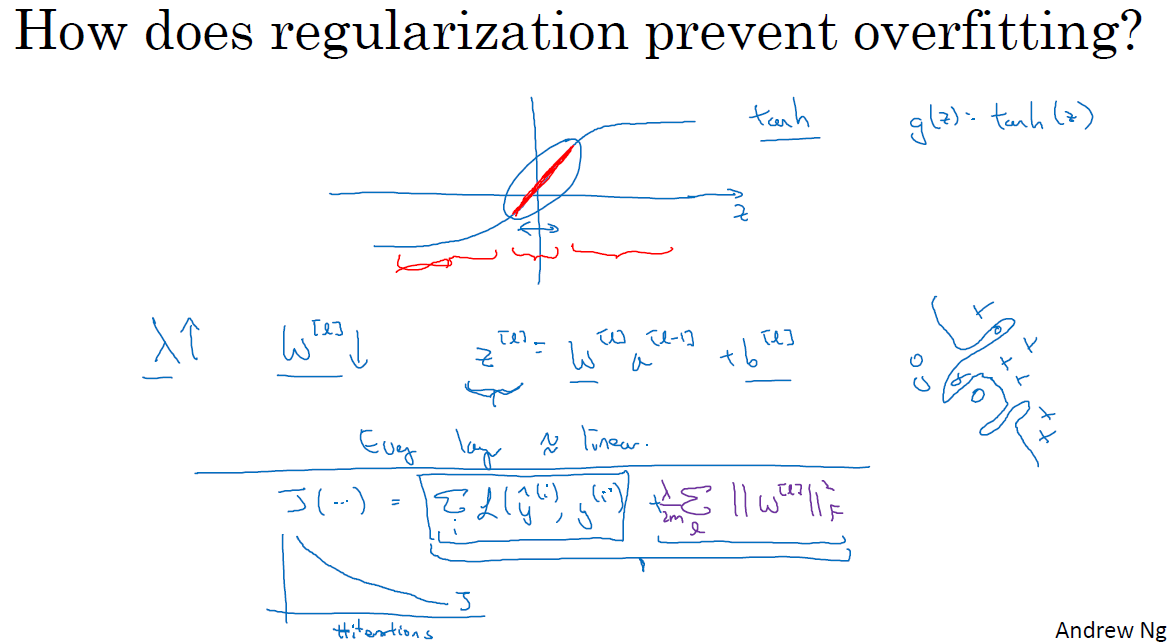 How does regularization prevent overfitting?
tanh
g(z) = tanh(z)
z
λ↑ W^[l]↓ z^[l] = W^[l] a^[l-1] + b^[l]
Every layer ≈ linear.
J(...) = Σ_i L(ŷ^(i), y^(i)) + λ/2m Σ_l ||W^[l]||²_F
J
#iterations
Andrew Ng